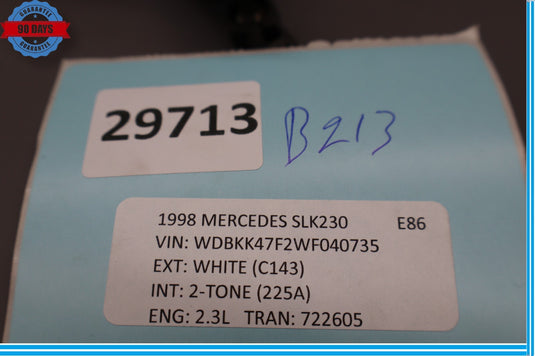 GUARANTEE
90 DAYS
GUARANTEE
29713
B213
1998 MERCEDES SLK230 E86
VIN: WDBKK47F2WF040735
EXT: WHITE (C143)
INT: 2-TONE (225A)
ENG: 2.3L TRAN: 722605